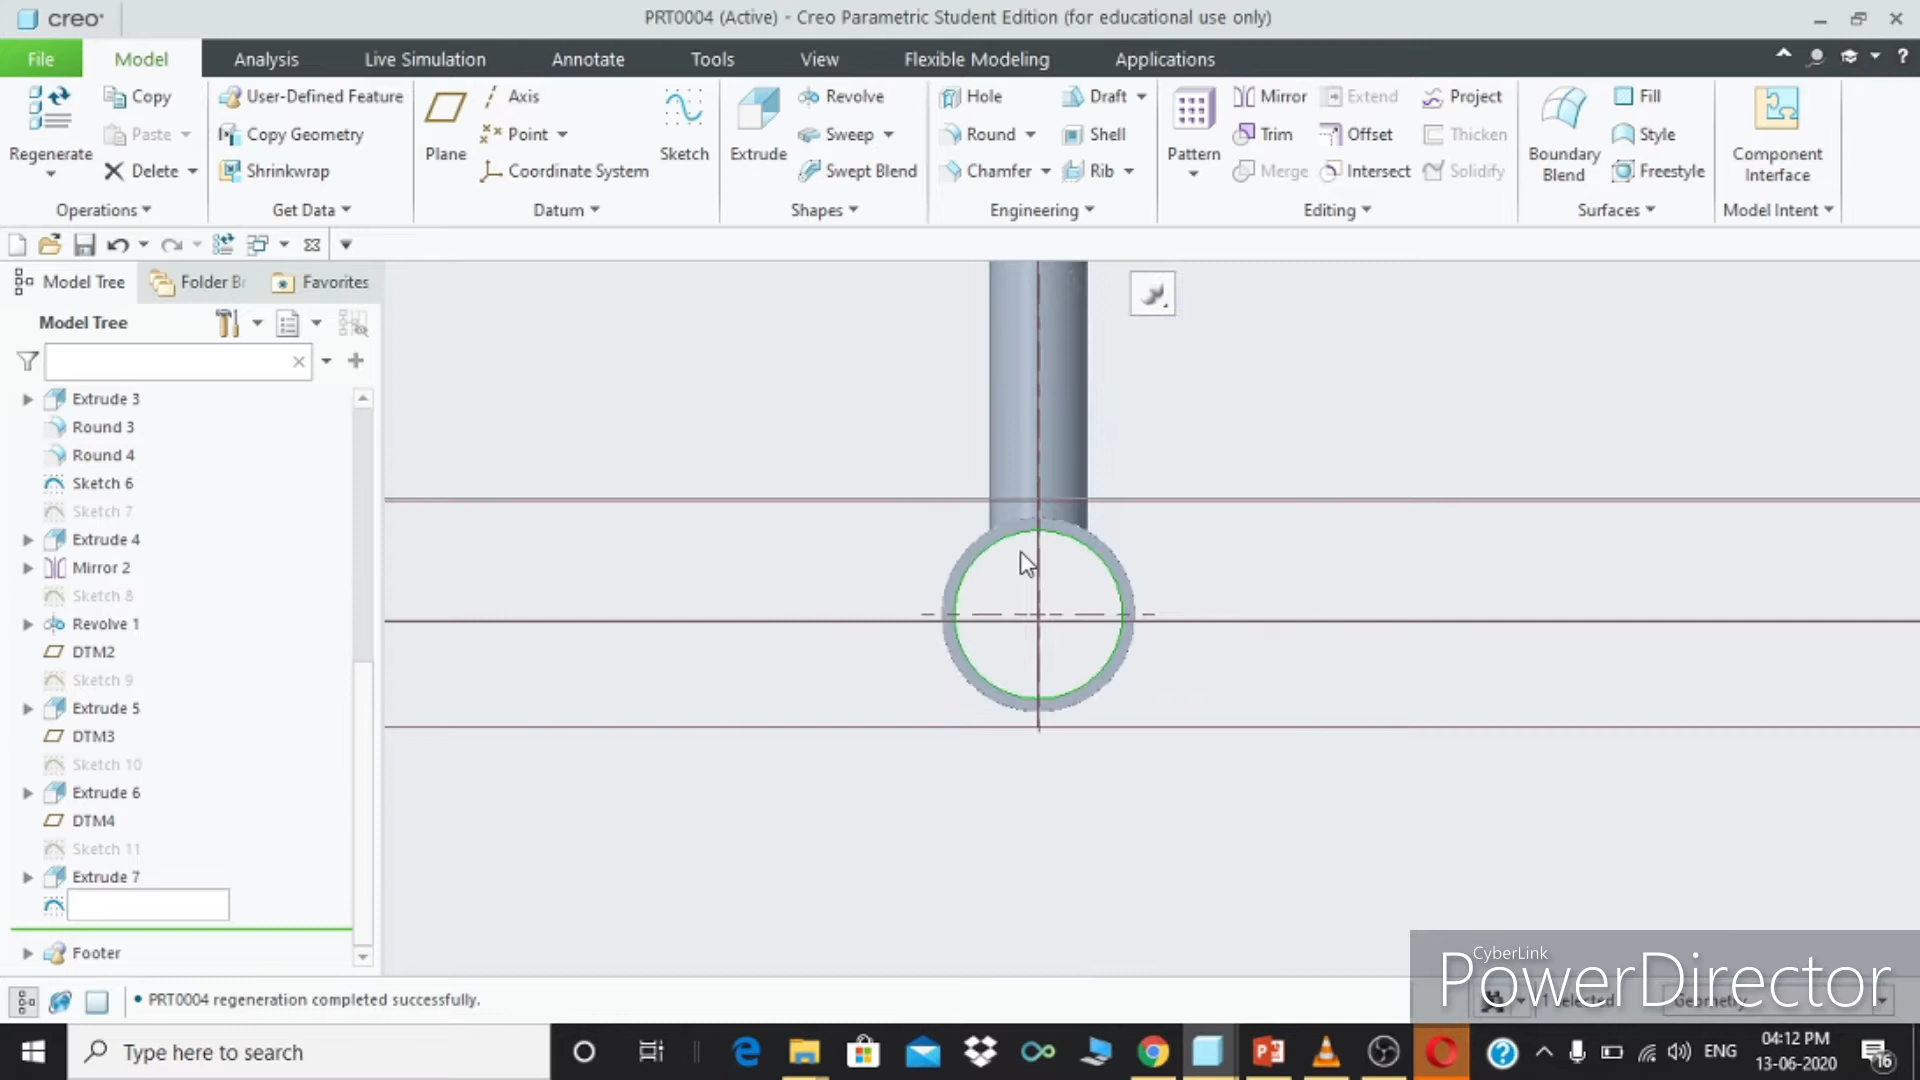 creo
PRT0004 (Active) - Creo Parametric Student Edition (for educational use only)
File
Model
Analysis
Live Simulation
Annotate
Tools
View
Flexible Modeling
Applications
Regenerate
Copy
Paste
Delete
Operations
User-Defined Feature
Copy Geometry
Shrinkwrap
Get Data
Plane
Axis
Point
Coordinate System
Sketch
Datum
Extrude
Revolve
Sweep
Swept Blend
Shapes
Hole
Round
Chamfer
Draft
Shell
Rib
Engineering
Pattern
Mirror
Trim
Merge
Extend
Offset
Intersect
Project
Thicken
Solidify
Editing
Boundary
Blend
Fill
Style
Freestyle
Surfaces
Component
Interface
Model Intent
Model Tree
Folder Br
Favorites
Model Tree
Extrude 3
Round 3
Round 4
Sketch 6
Sketch 7
Extrude 4
Mirror 2
Sketch 8
Revolve 1
DTM2
Sketch 9
Extrude 5
DTM3
Sketch 10
Extrude 6
DTM4
Sketch 11
Extrude 7
Footer
• PRT0004 regeneration completed successfully.
1 selected
Geometry
CyberLink
PowerDirector
Type here to search
ENG
04:12 PM
13-06-2020
16